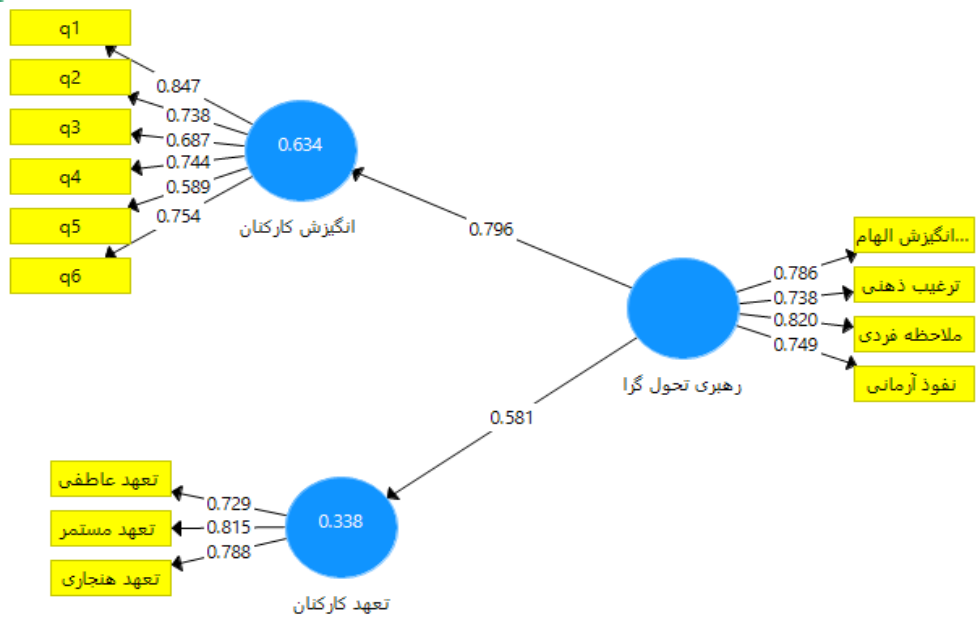 q1
q2
q3
q4
q5
q6
0.847
0.738
0.687
0.744
0.589
0.754
0.634
انگیزش کارکنان
0.796
رهبری تحول گرا
0.786
0.738
0.820
0.749
انگیزش الهام...
ترغیب ذهنی
ملاحظه فردی
نفوذ آرمانی
0.581
تعهد عاطفی
تعهد مستمر
تعهد هنجاری
0.729
0.815
0.788
0.338
تعهد کارکنان